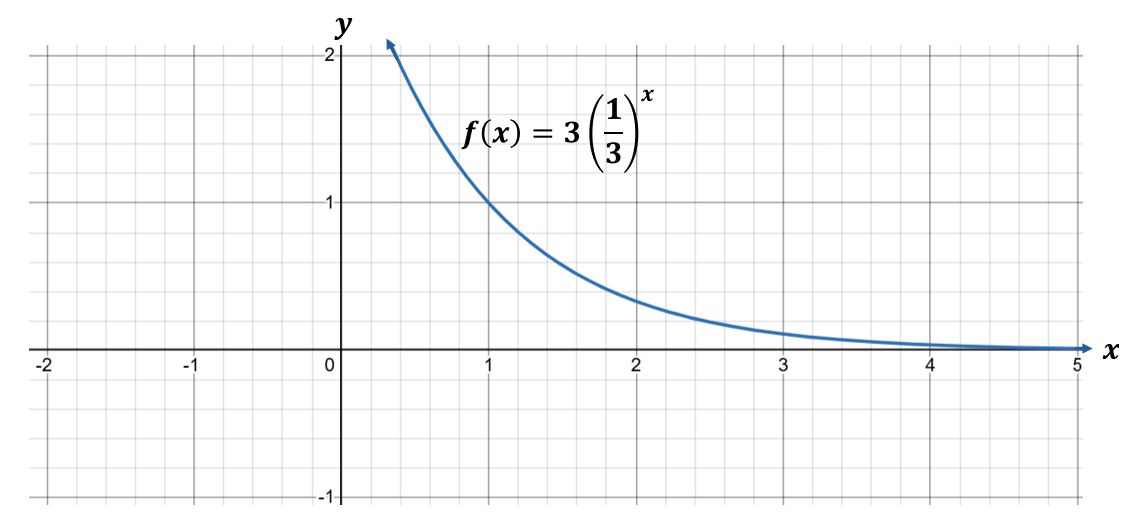 y
2
f(x) = 3(1/3)^x
1
-2 -1 0 1 2 3 4 5 x
-1